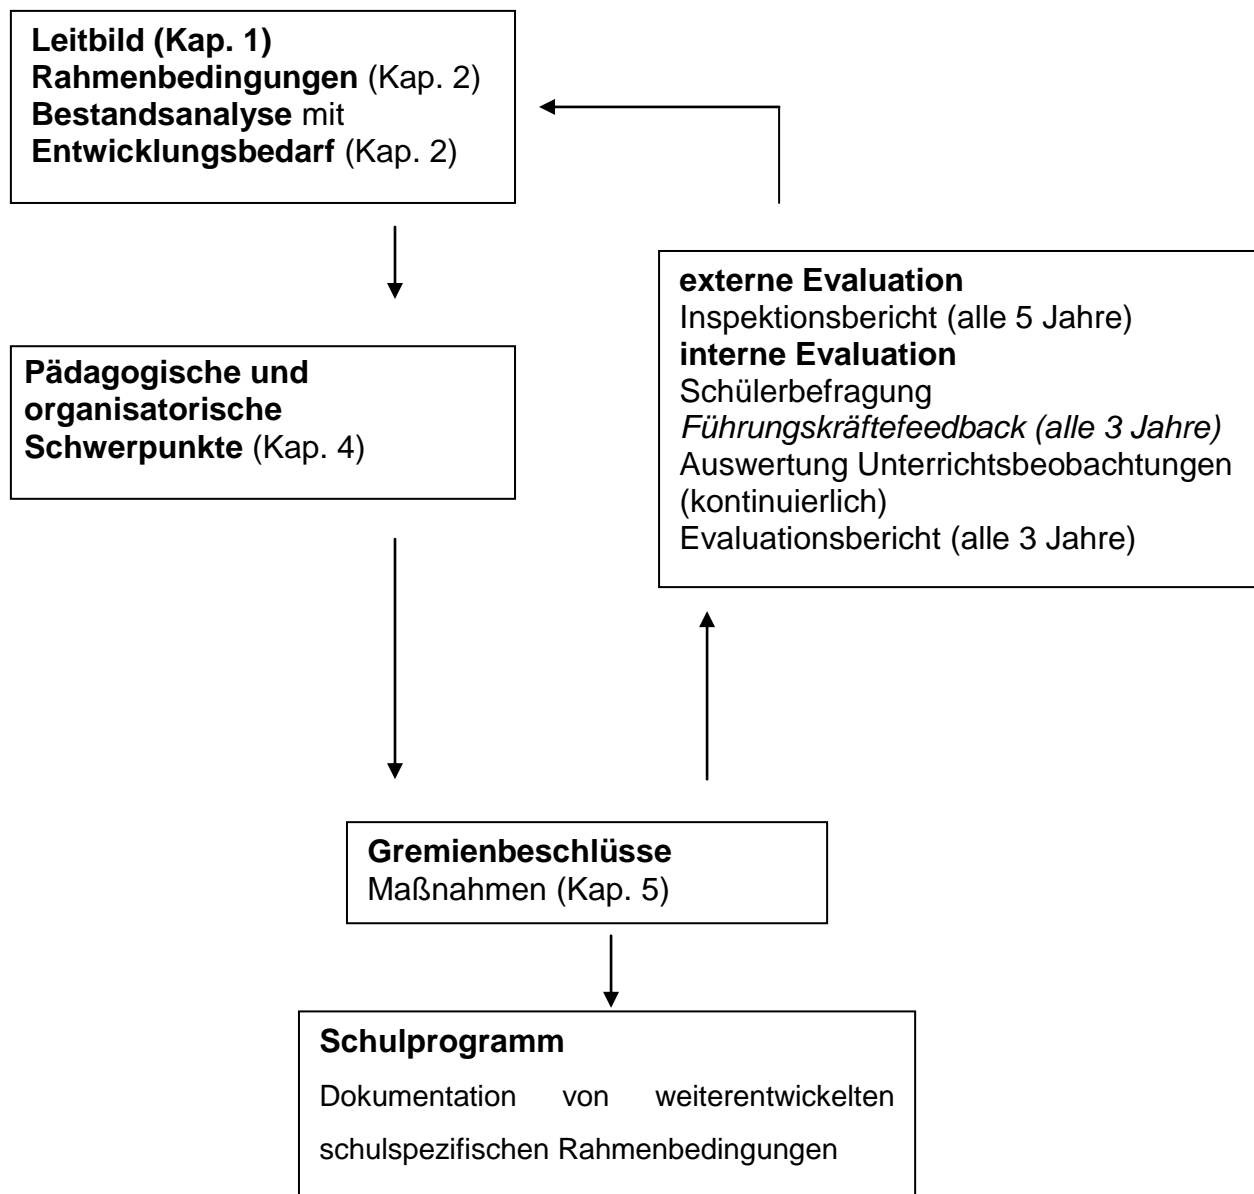 Leitbild (Kap. 1)
Rahmenbedingungen (Kap. 2)
Bestandsanalyse mit
Entwicklungsbedarf (Kap. 2)
Pädagogische und
organisatorische
Schwerpunkte (Kap. 4)
externe Evaluation
Inspektionsbericht (alle 5 Jahre)
interne Evaluation
Schülerbefragung
Führungskräftefeedback (alle 3 Jahre)
Auswertung Unterrichtsbeobachtungen
(kontinuierlich)
Evaluationsbericht (alle 3 Jahre)
Gremienbeschlüsse
Maßnahmen (Kap. 5)
Schulprogramm
Dokumentation von weiterentwickelten
schulspezifischen Rahmenbedingungen